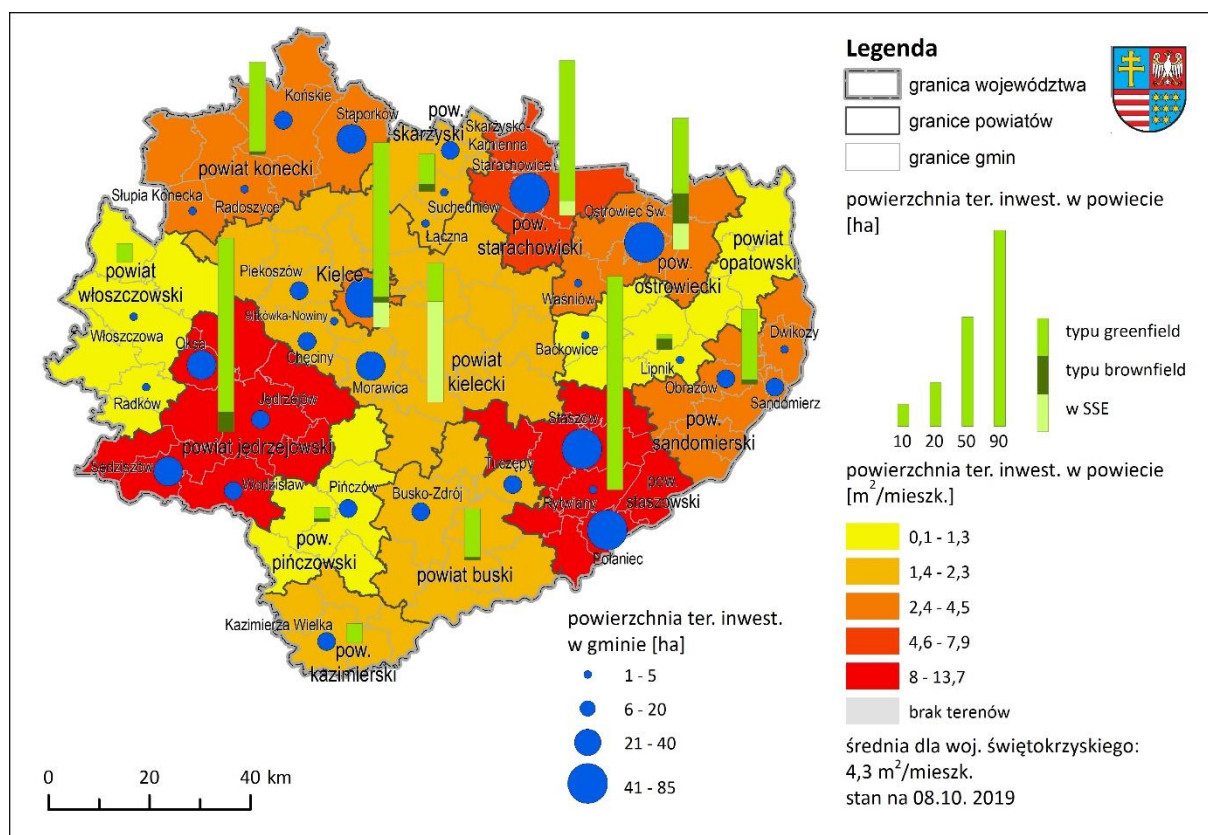 Legenda
granica województwa
granice powiatów
granice gmin
powierzchnia ter. inwest. w powiecie
[ha]
typu greenfield
typu brownfield
w SSE
10 20 50 90
powierzchnia ter. inwest. w powiecie
[m²/mieszk.]
0,1 - 1,3
1,4 - 2,3
2,4 - 4,5
4,6 - 7,9
8 - 13,7
brak terenów
średnia dla woj. świętokrzyskiego:
4,3 m²/mieszk.
stan na 08.10. 2019
Końskie
Stąporków
pow.
skarżyski
Skarżysko-
Kamienna
Starachowice
powiat konecki
Słupia Konecka
Radoszyce
Suchedniów
Łączna
pow.
starachowicki
Ostrowiec Św.
pow.
ostrowiecki
powiat
opatowski
powiat
włoszczowski
Piekoszów
Kielce
Waśniów
Sitkówka-Nowiny
Włoszczowa
Oksa
Chęciny
Morawica
powiat
kielecki
Baćkowice
Dwikozy
Lipnik
Obrazów
Sandomierz
Radków
Jędrzejów
powiat jędrzejowski
Staszów
pow.
sandomierski
Sędziszów
Wodzisław
Pińczów
Busko-Zdrój
Tuczępy
Rytwiany
pow.
staszowski
Połaniec
pow.
pińczowski
powiat buski
Kazimierza Wielka
pow.
kazimierski
powierzchnia ter. inwest.
w gminie [ha]
1 - 5
6 - 20
21 - 40
41 - 85
0 20 40 km